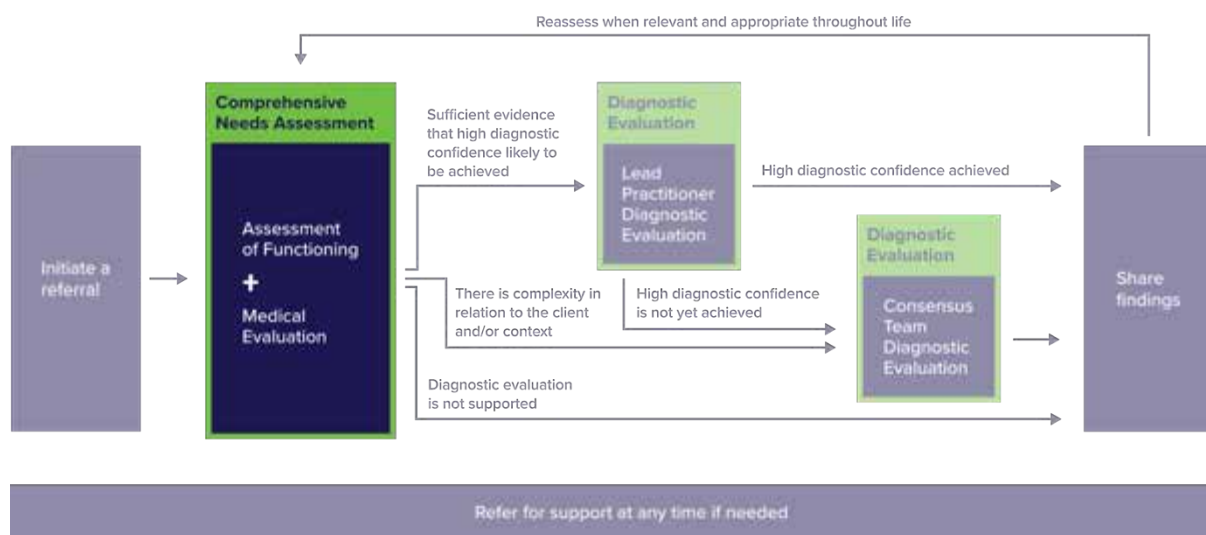 Reassess when relevant and appropriate throughout life
Comprehensive
Needs Assessment
Assessment
of Functioning
+
Medical
Evaluation
Initiate a
referral
Sufficient evidence
that high diagnostic
confidence likely to
be achieved
Diagnostic
Evaluation
Lead
Practitioner
Diagnostic
Evaluation
High diagnostic confidence achieved
There is complexity in
relation to the client
and/or context
High diagnostic confidence
is not yet achieved
Diagnostic
Evaluation
Consensus
Team
Diagnostic
Evaluation
Share
findings
Diagnostic evaluation
is not supported
Refer for support at any time if needed